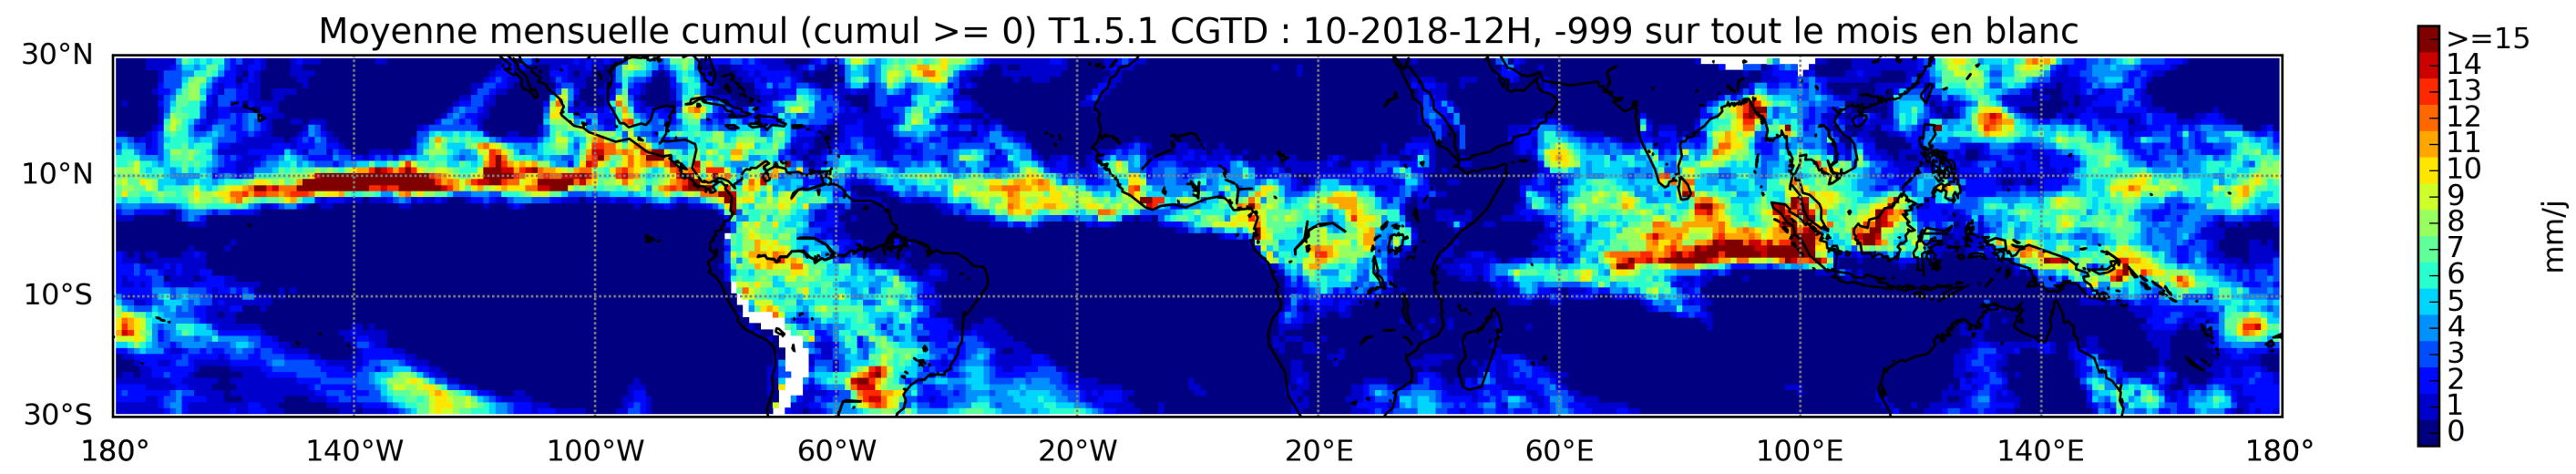 Moyenne mensuelle cumul (cumul >= 0) T1.5.1 CGTD : 10-2018-12H, -999 sur tout le mois en blanc
30°N
10°N
10°S
30°S
180°
140°W
100°W
60°W
20°W
20°E
60°E
100°E
140°E
180°
>=15
14
13
12
11
10
9
8
7
6
5
4
3
2
1
0
mm/j